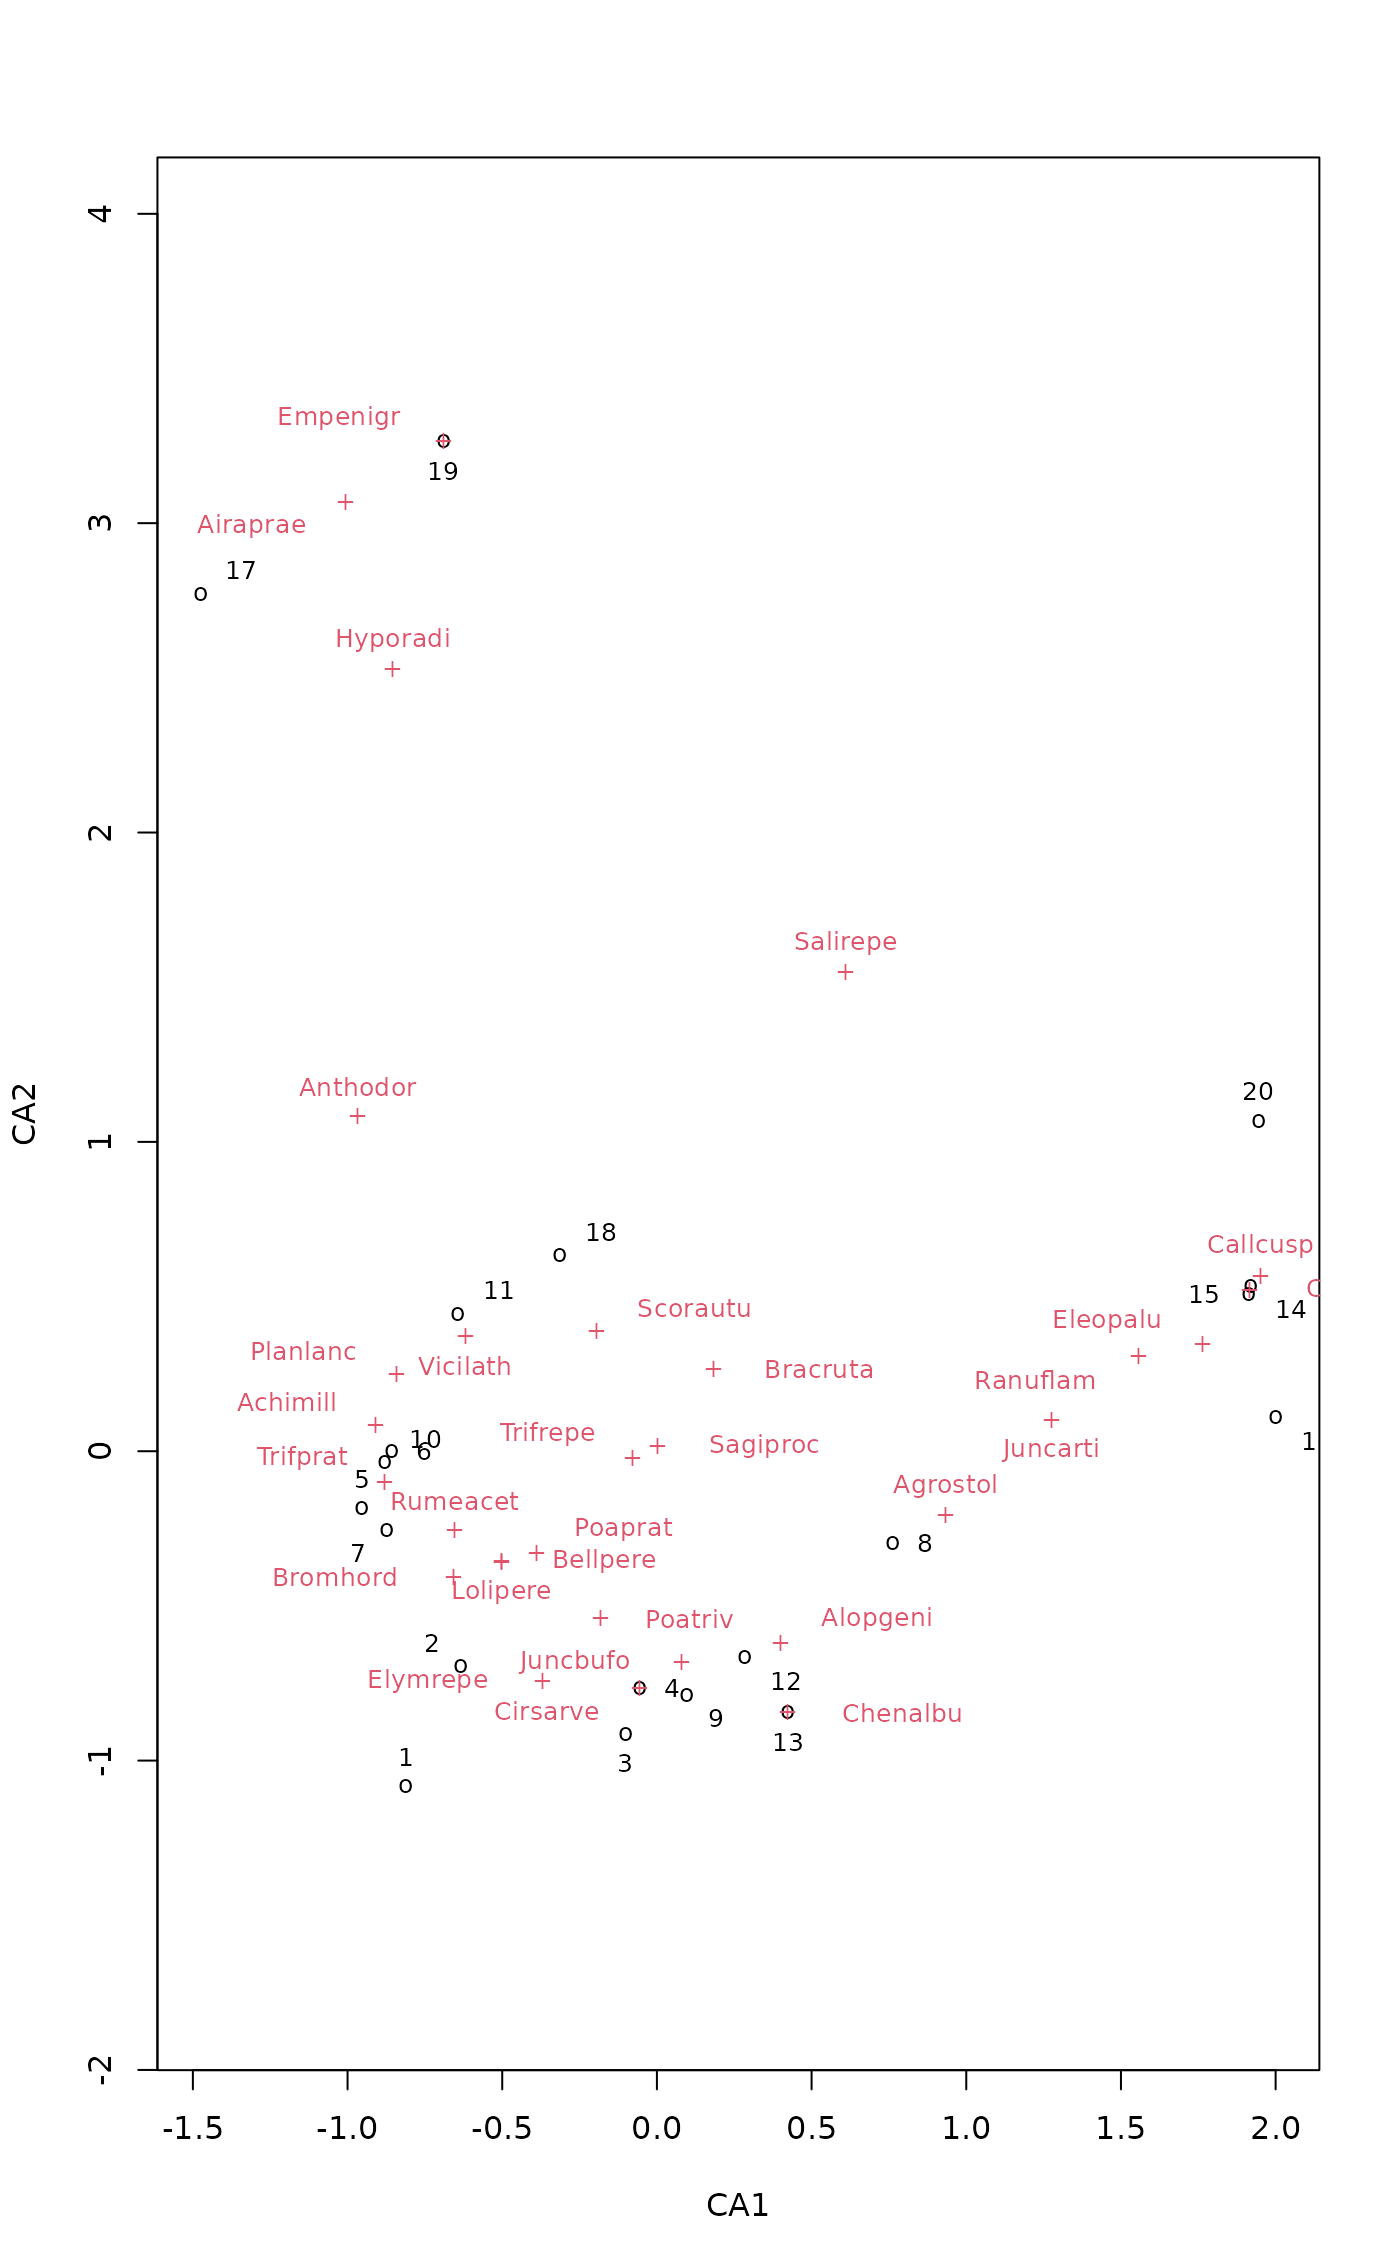 4
Empenigr
19
3
Airaprae
17
Hyporadi
2
Salirepe
Anthodor
20
CA2
1
18
Callcusp
11
15
C
14
Scorautu
Eleopalu
Planlanc
Vicilath
Bracruta
Ranuflam
Achimill
Trifrepe
10
6
Sagiproc
1
Juncarti
0
Trifprat
5
Agrostol
Rumeacet
Poaprat
8
7
Bellpere
Bromhord
Lolipere
Poatriv
Alopgeni
2
Juncbufo
Elymrepe
4
12
Cirsarve
9
Chenalbu
13
1
3
-1
-2
-1.5 -1.0 -0.5 0.0 0.5 1.0 1.5 2.0
CA1